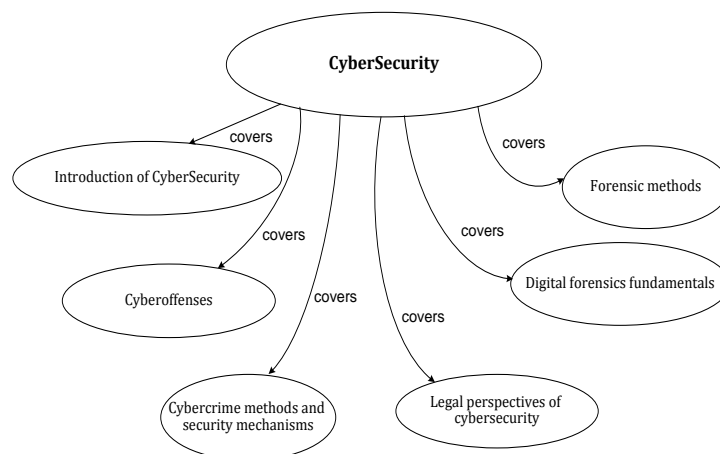 CyberSecurity
covers
Introduction of CyberSecurity
covers
Forensic methods
covers
Cyberoffenses
covers
Digital forensics fundamentals
covers
Cybercrime methods and
security mechanisms
covers
Legal perspectives of
cybersecurity